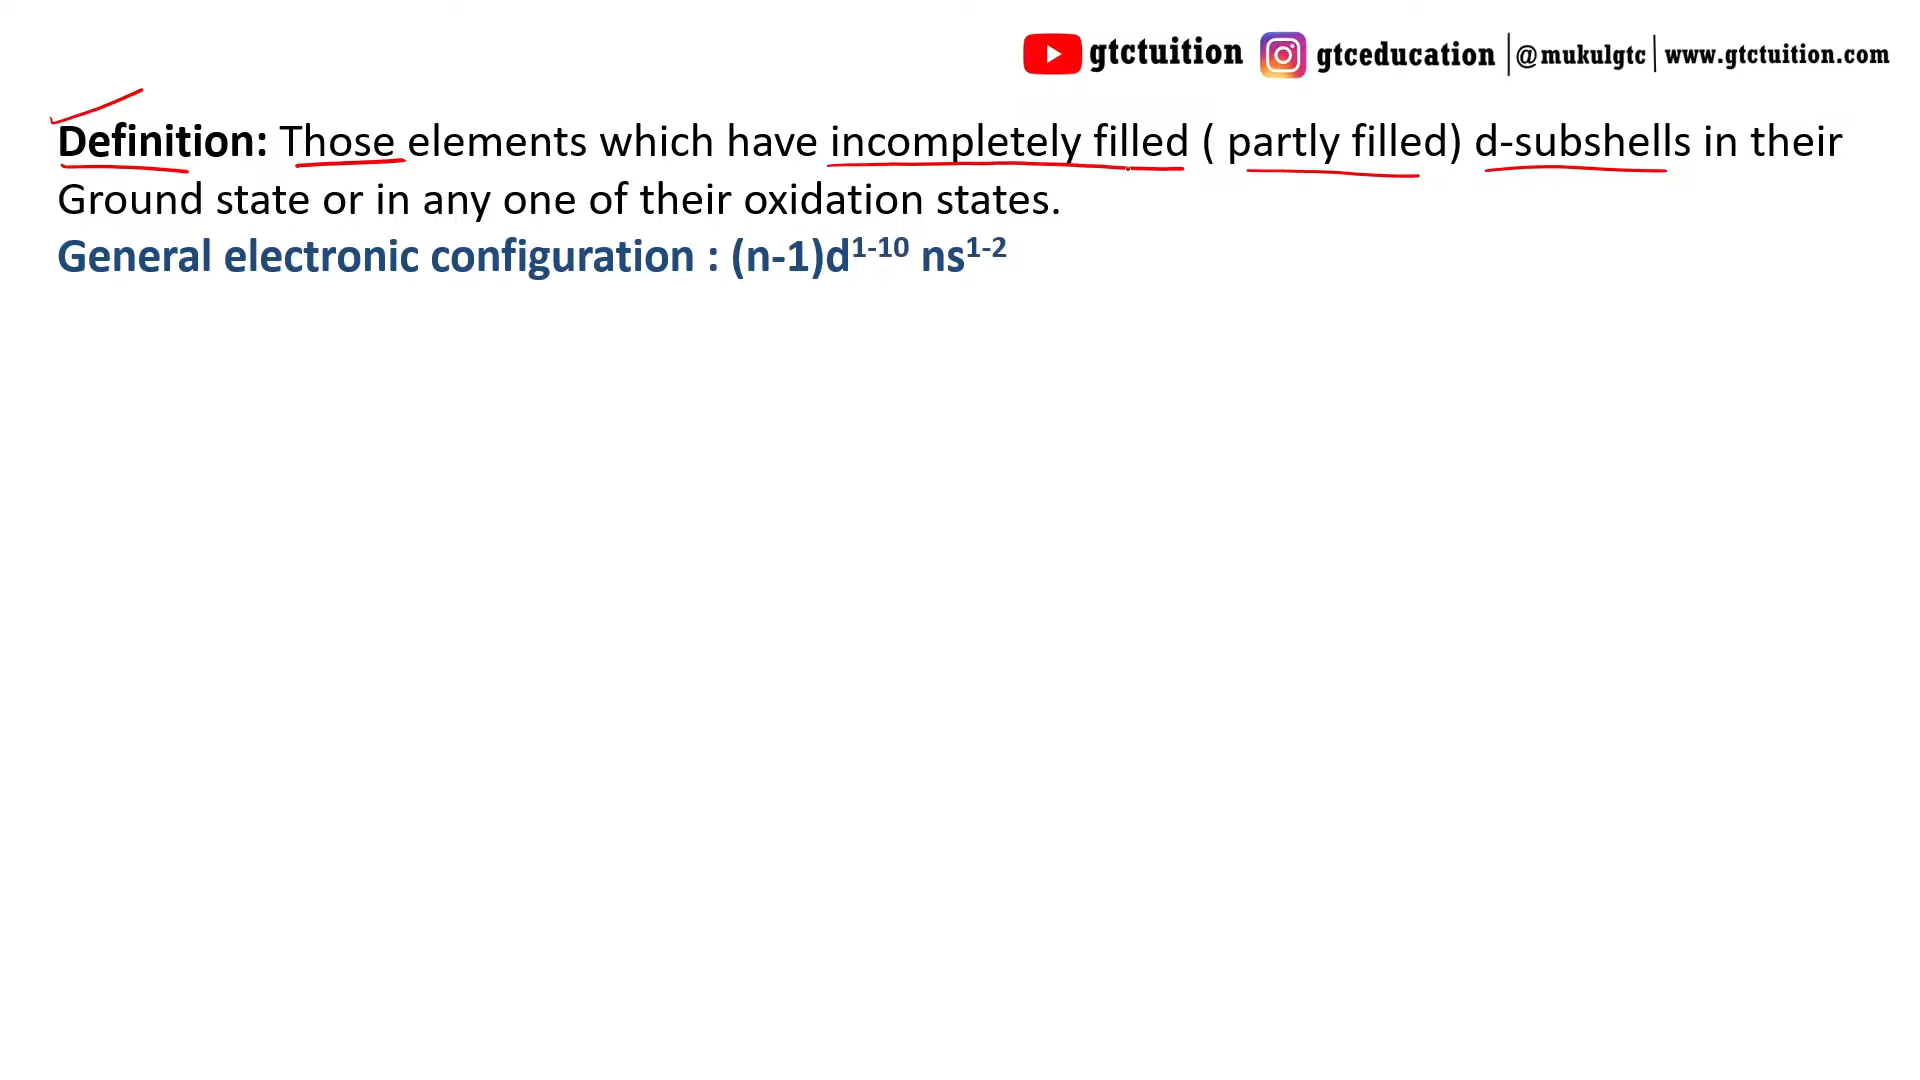 gtctuition gtceducation |@mukulgtc| www.gtctuition.com
Definition: Those elements which have incompletely filled ( partly filled) d-subshells in their
Ground state or in any one of their oxidation states.
General electronic configuration : (n-1)d¹⁻¹⁰ ns¹⁻²